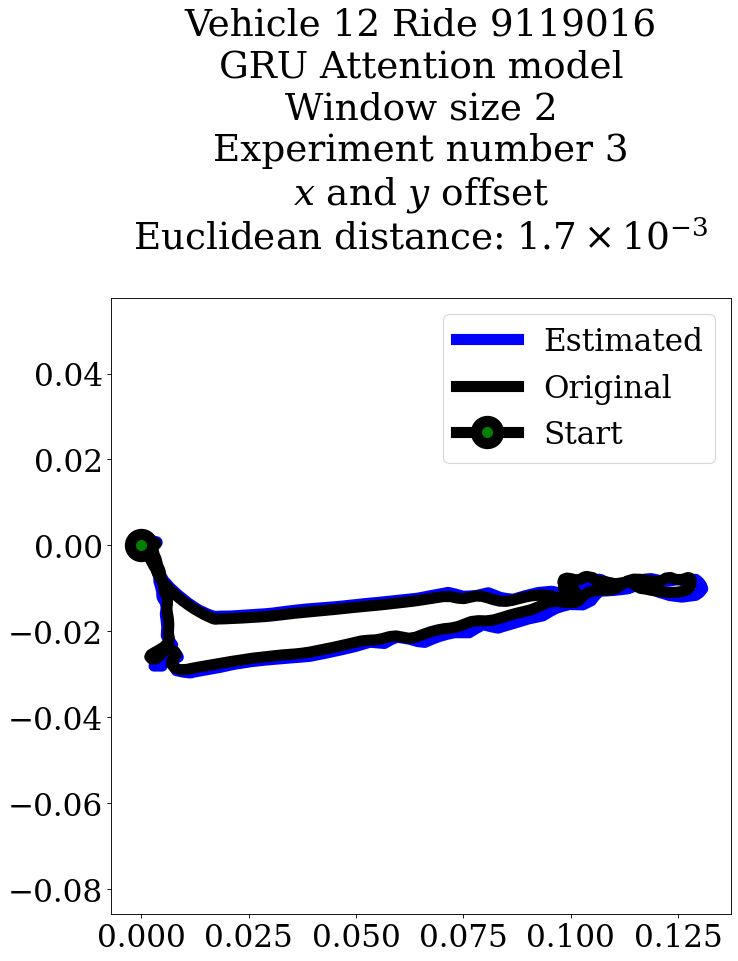 Vehicle 12 Ride 9119016
GRU Attention model
Window size 2
Experiment number 3
x and y offset
Euclidean distance: 1.7 × 10⁻³
Estimated
Original
Start
0.04
0.02
0.00
−0.02
−0.04
−0.06
−0.08
0.000 0.025 0.050 0.075 0.100 0.125